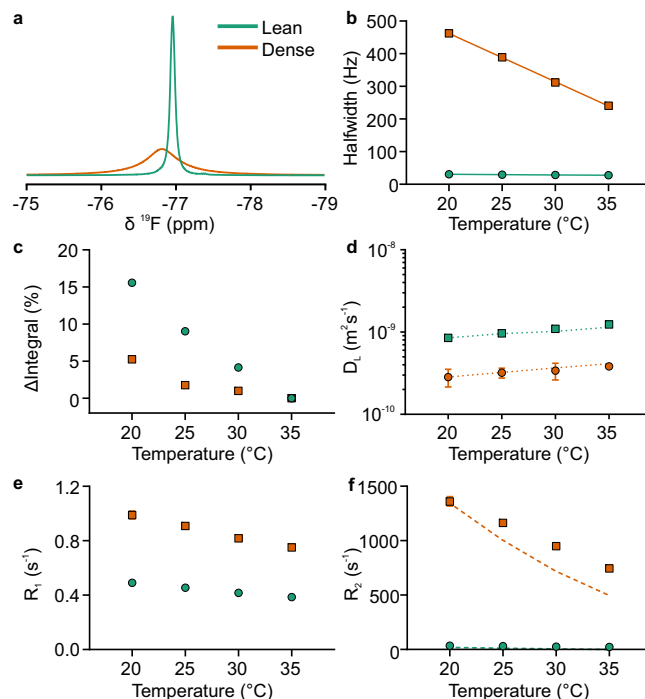 a
Lean
Dense
-75 -76 -77 -78 -79
δ ¹⁹F (ppm)
b
Halfwidth (Hz)
500
400
300
200
100
0
20 25 30 35
Temperature (°C)
c
ΔIntegral (%)
20
15
10
5
0
20 25 30 35
Temperature (°C)
d
D_L (m²s⁻¹)
10⁻⁸
10⁻⁹
10⁻¹⁰
20 25 30 35
Temperature (°C)
e
R₁ (s⁻¹)
1.2
0.8
0.4
0.0
20 25 30 35
Temperature (°C)
f
R₂ (s⁻¹)
1500
1000
500
0
20 25 30 35
Temperature (°C)